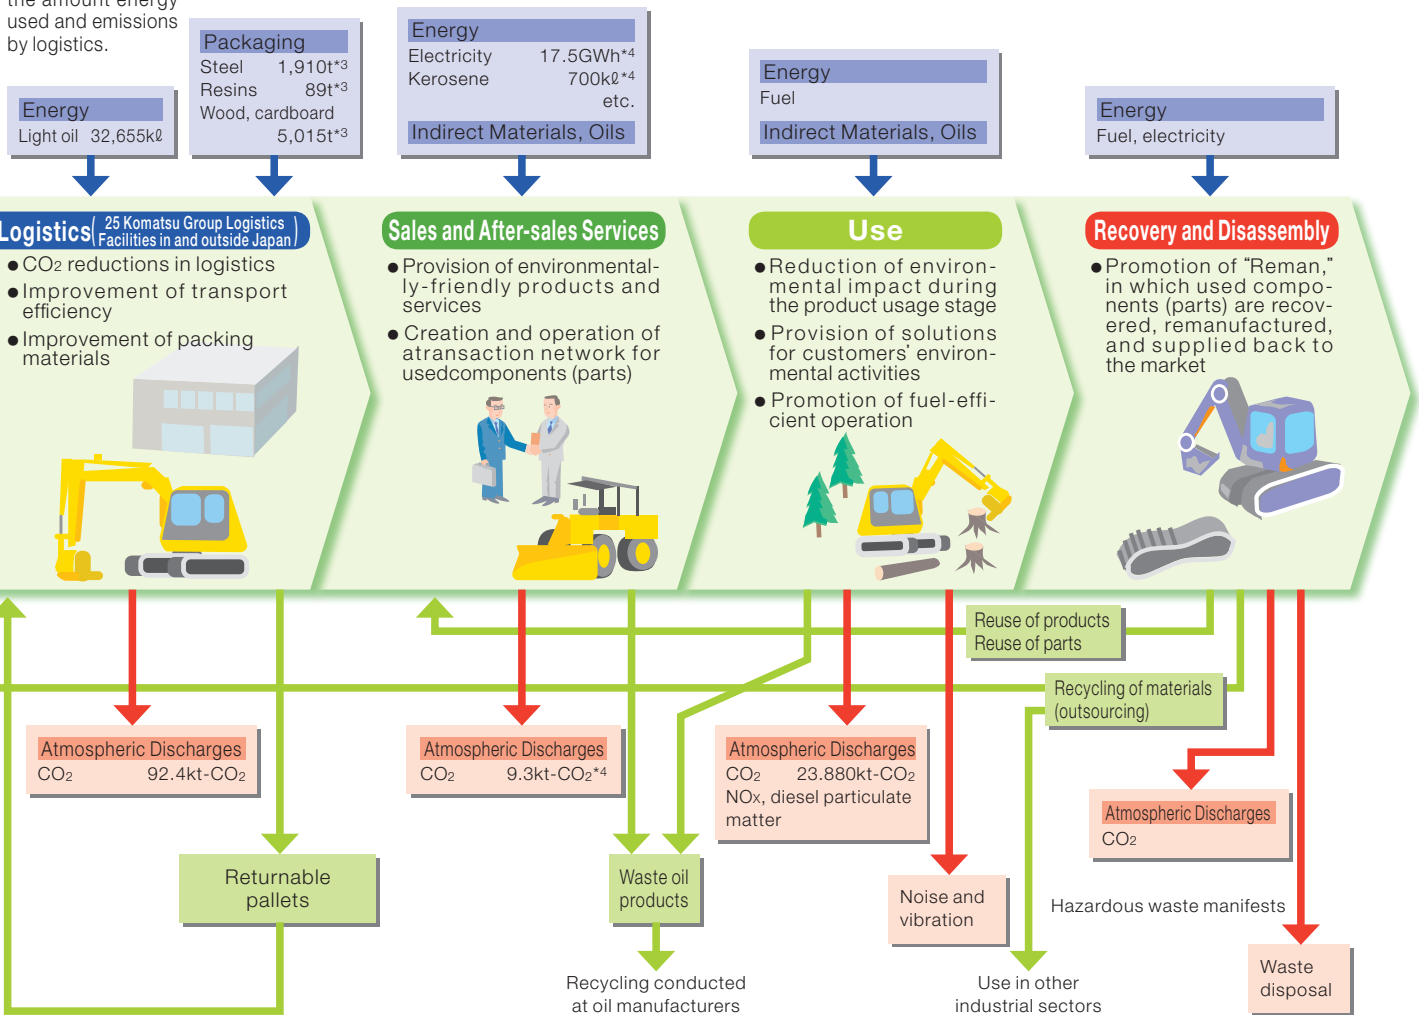 the amount energy
used and emissions
by logistics.
Energy
Light oil 32,655kℓ
Packaging
Steel 1,910t*3
Resins 89t*3
Wood, cardboard
5,015t*3
Energy
Electricity 17.5GWh*4
Kerosene 700kℓ*4
etc.
Indirect Materials, Oils
Energy
Fuel
Indirect Materials, Oils
Energy
Fuel, electricity
Logistics (25 Komatsu Group Logistics
Facilities in and outside Japan)
● CO2 reductions in logistics
● Improvement of transport
efficiency
● Improvement of packing
materials
Sales and After-sales Services
● Provision of environmental-
ly-friendly products and
services
● Creation and operation of
atransaction network for
usedcomponents (parts)
Use
● Reduction of environ-
mental impact during
the product usage stage
● Provision of solutions
for customers' environ-
mental activities
● Promotion of fuel-effi-
cient operation
Recovery and Disassembly
● Promotion of "Reman,"
in which used compo-
nents (parts) are recov-
ered, remanufactured,
and supplied back to
the market
Reuse of products
Reuse of parts
Recycling of materials
(outsourcing)
Atmospheric Discharges
CO2 92.4kt-CO2
Atmospheric Discharges
CO2 9.3kt-CO2*4
Atmospheric Discharges
CO2 23.880kt-CO2
NOx, diesel particulate
matter
Atmospheric Discharges
CO2
Returnable
pallets
Waste oil
products
Noise and
vibration
Hazardous waste manifests
Waste
disposal
Recycling conducted
at oil manufacturers
Use in other
industrial sectors